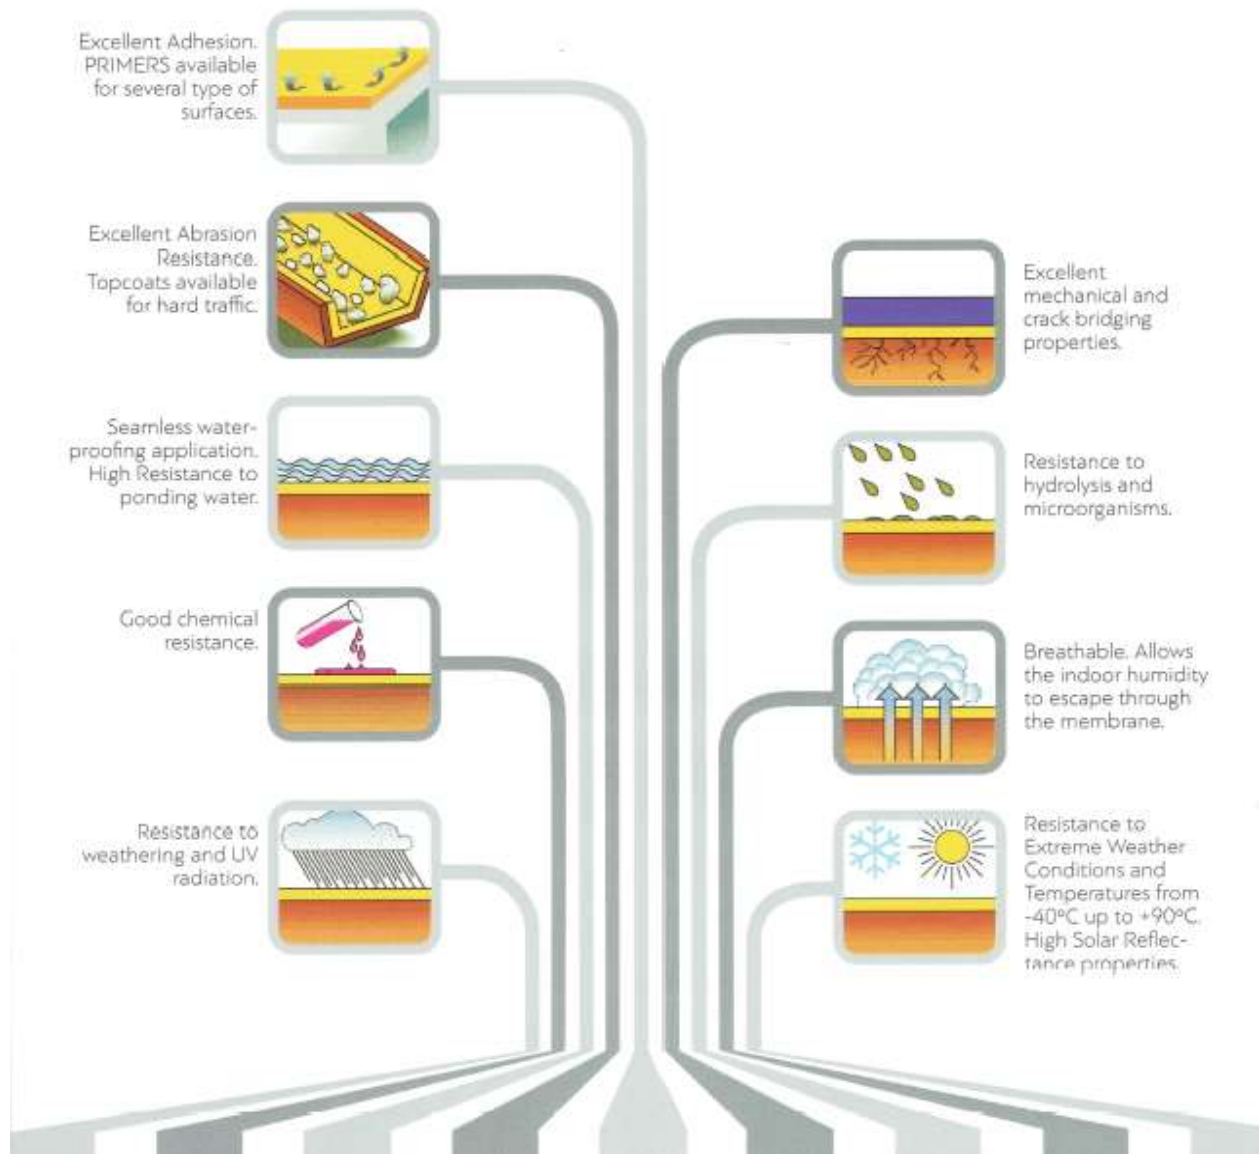 Excellent Adhesion.
PRIMERS available
for several type of
surfaces.
Excellent Abrasion
Resistance.
Topcoats available
for hard traffic.
Seamless water-
proofing application.
High Resistance to
ponding water.
Good chemical
resistance.
Resistance to
weathering and UV
radiation.
Excellent
mechanical and
crack bridging
properties.
Resistance to
hydrolysis and
microorganisms.
Breathable. Allows
the indoor humidity
to escape through
the membrane.
Resistance to
Extreme Weather
Conditions and
Temperatures from
-40ºC up to +90ºC.
High Solar Reflec-
tance properties.